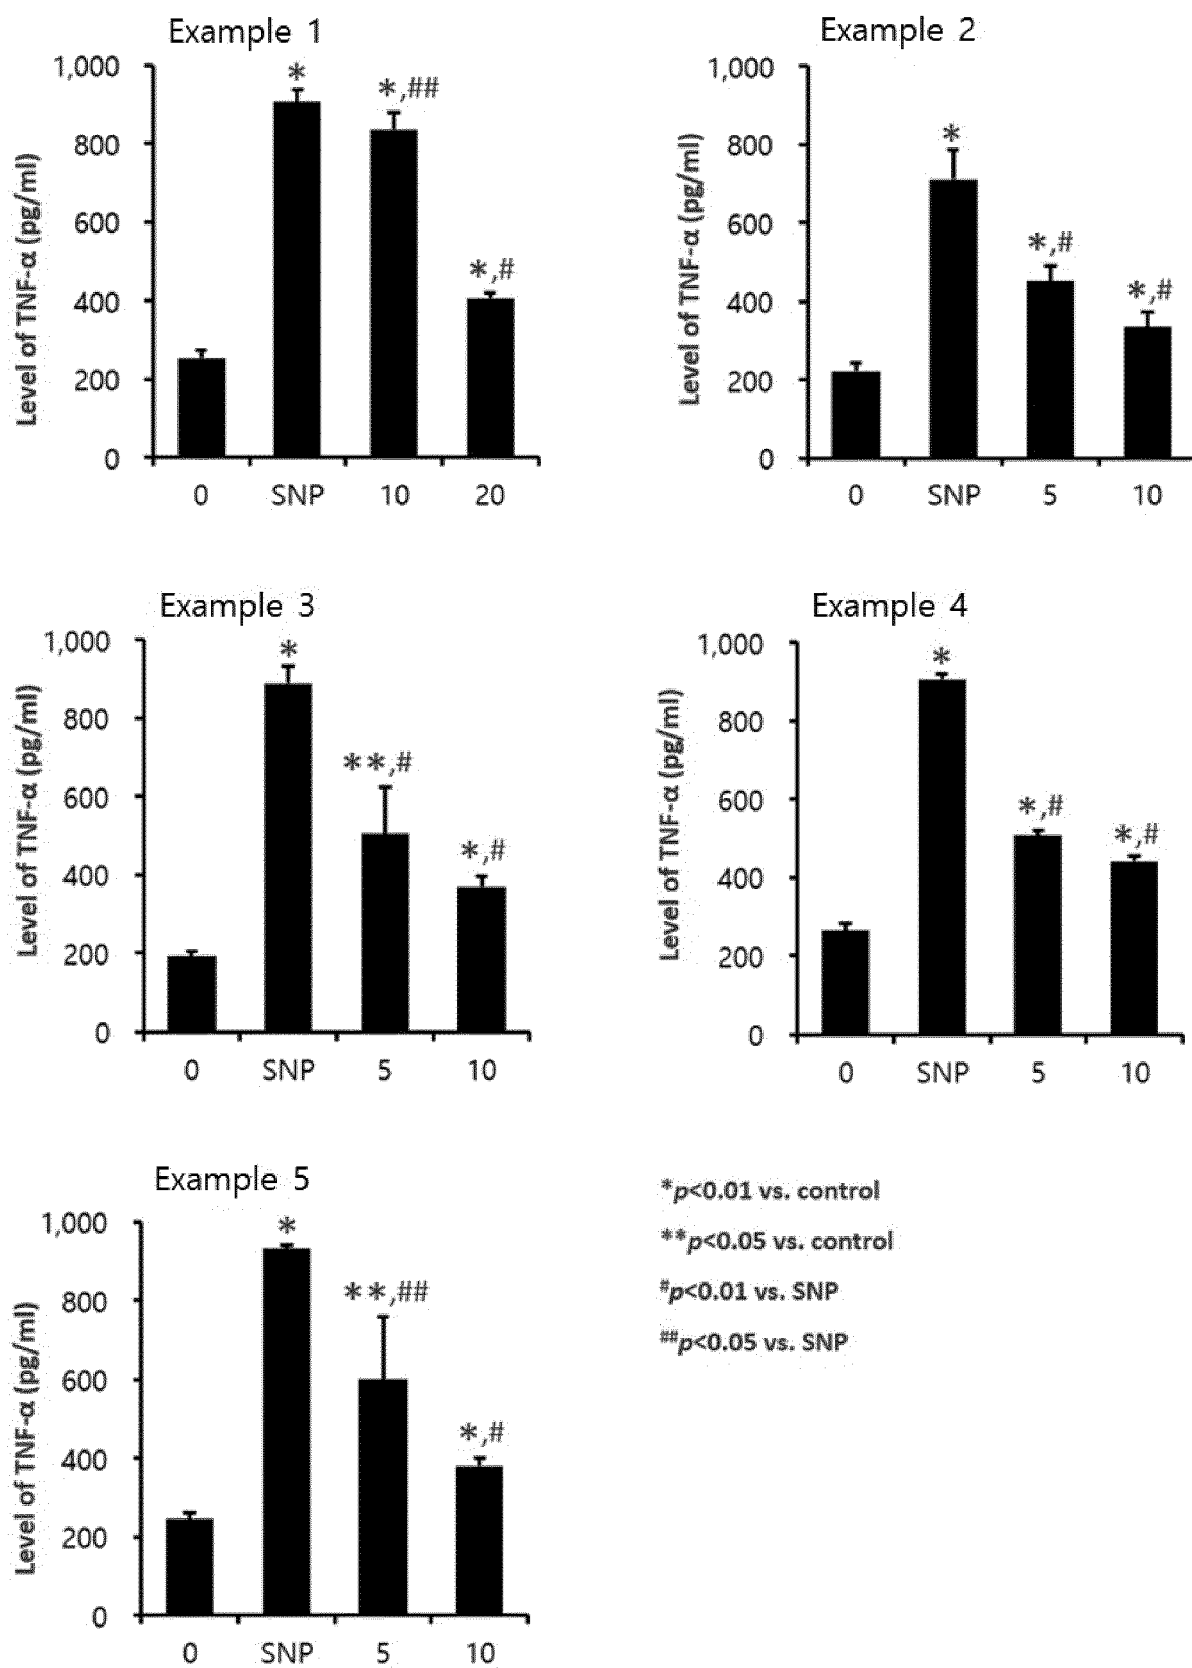 Example 1
1,000
800
600
400
200
0
Level of TNF-α (pg/ml)
*
*,##
*,#
0 SNP 10 20
Example 2
1,000
800
600
400
200
0
Level of TNF-α (pg/ml)
*
*,#
*,#
0 SNP 5 10
Example 3
1,000
800
600
400
200
0
Level of TNF-α (pg/ml)
*
**,#
*,#
0 SNP 5 10
Example 4
1,000
800
600
400
200
0
Level of TNF-α (pg/ml)
*
*,#
*,#
0 SNP 5 10
Example 5
1,000
800
600
400
200
0
Level of TNF-α (pg/ml)
*
**,##
*,#
0 SNP 5 10
*p<0.01 vs. control
**p<0.05 vs. control
#p<0.01 vs. SNP
##p<0.05 vs. SNP